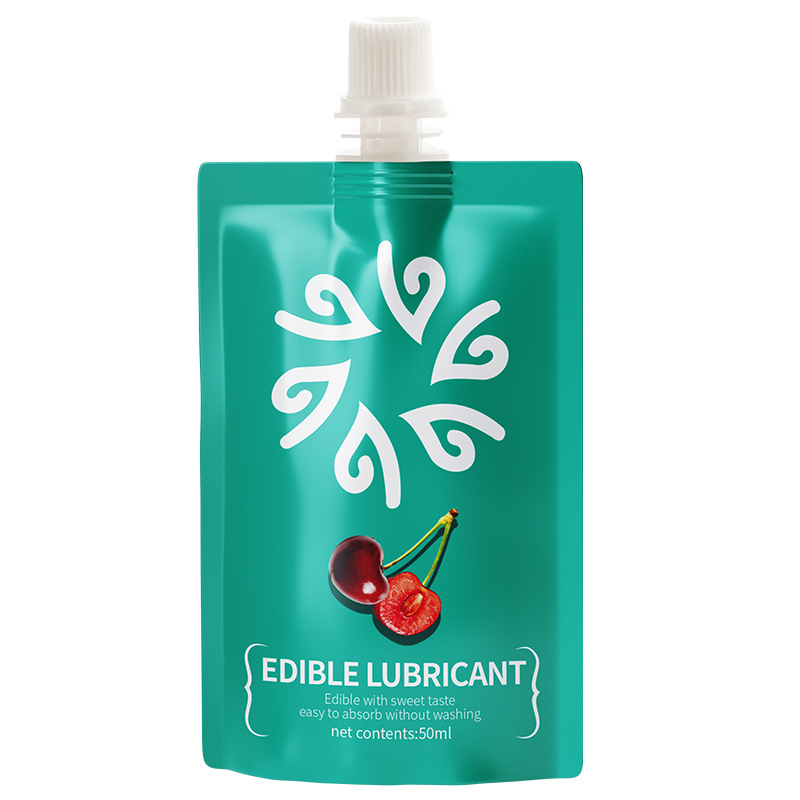 EDIBLE LUBRICANT
Edible with sweet taste
easy to absorb without washing
net contents:50ml